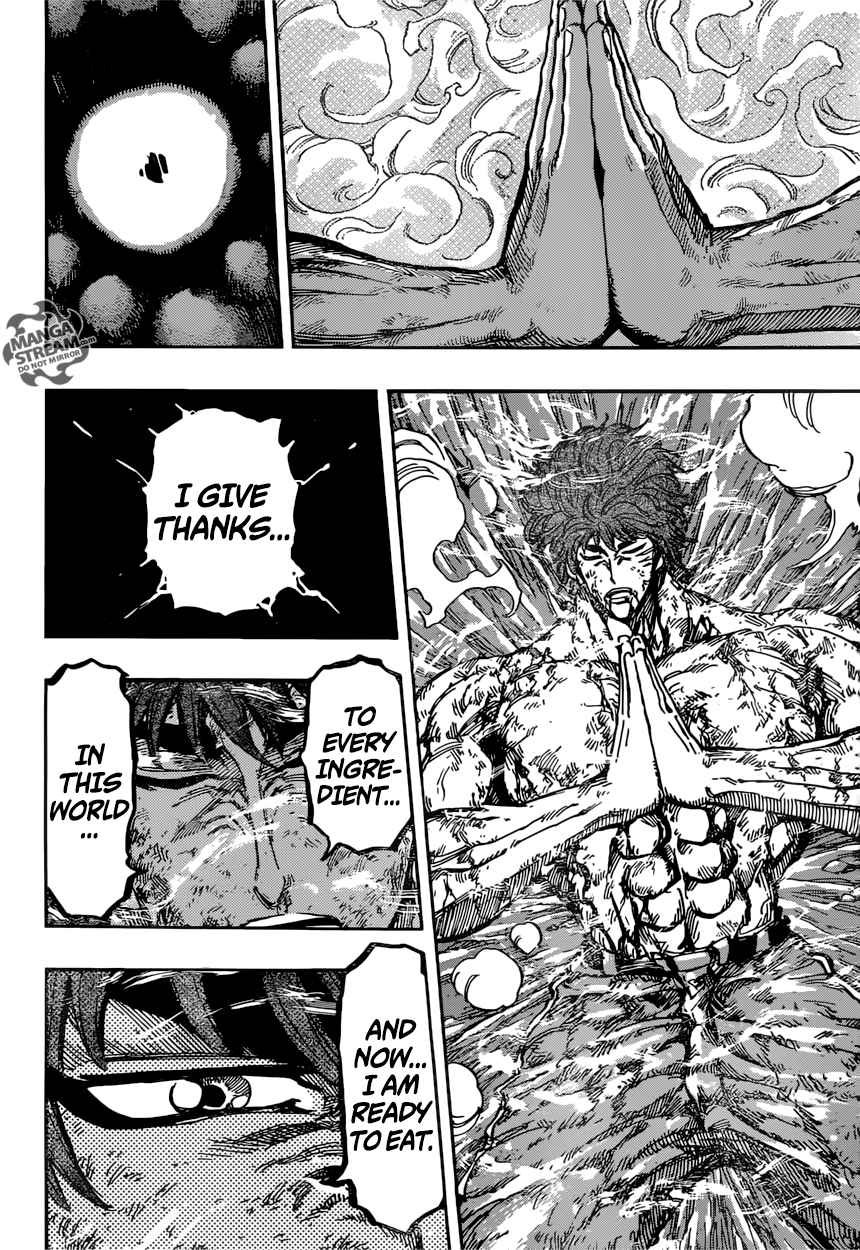 MANGA
STREAM.com
DO NOT MIRROR
I GIVE
THANKS...
TO
EVERY
INGRE-
DIENT...
IN
THIS
WORLD
...
AND
NOW...
I AM
READY
TO EAT.